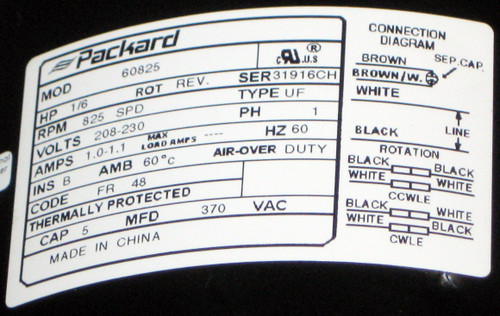 Packard
c RU US ®
MOD 60825
HP 1/6 ROT REV. SER 31916CH
RPM 825 SPD TYPE UF
VOLTS 208-230 PH 1
AMPS 1.0-1.1 MAX LOAD AMPS ---- HZ 60
INS B AMB 60°C AIR-OVER DUTY
CODE FR 48
THERMALLY PROTECTED
CAP 5 MFD 370 VAC
MADE IN CHINA
CONNECTION
DIAGRAM
BROWN SEP. CAP.
BROWN/W.
WHITE
BLACK LINE
ROTATION
BLACK BLACK
WHITE WHITE
CCWLE
BLACK WHITE
WHITE BLACK
CWLE